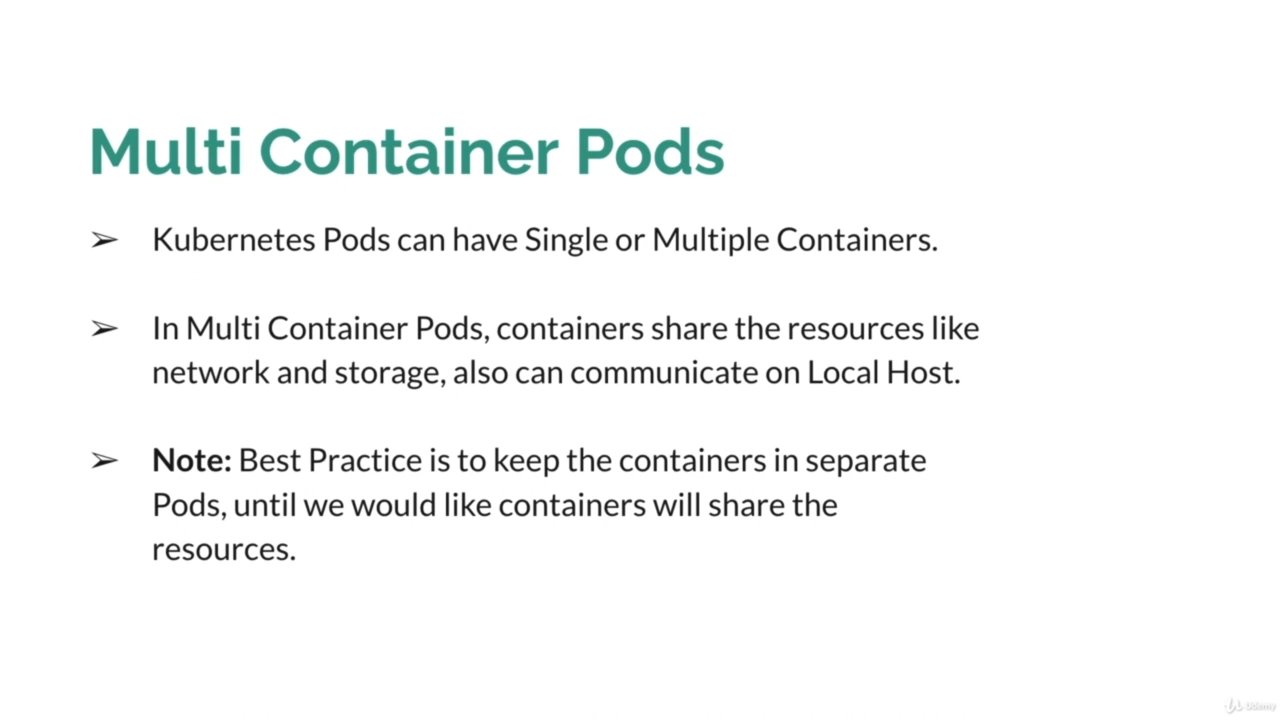 Multi Container Pods
➢ Kubernetes Pods can have Single or Multiple Containers.
➢ In Multi Container Pods, containers share the resources like
network and storage, also can communicate on Local Host.
➢ Note: Best Practice is to keep the containers in separate
Pods, until we would like containers will share the
resources.
Udemy